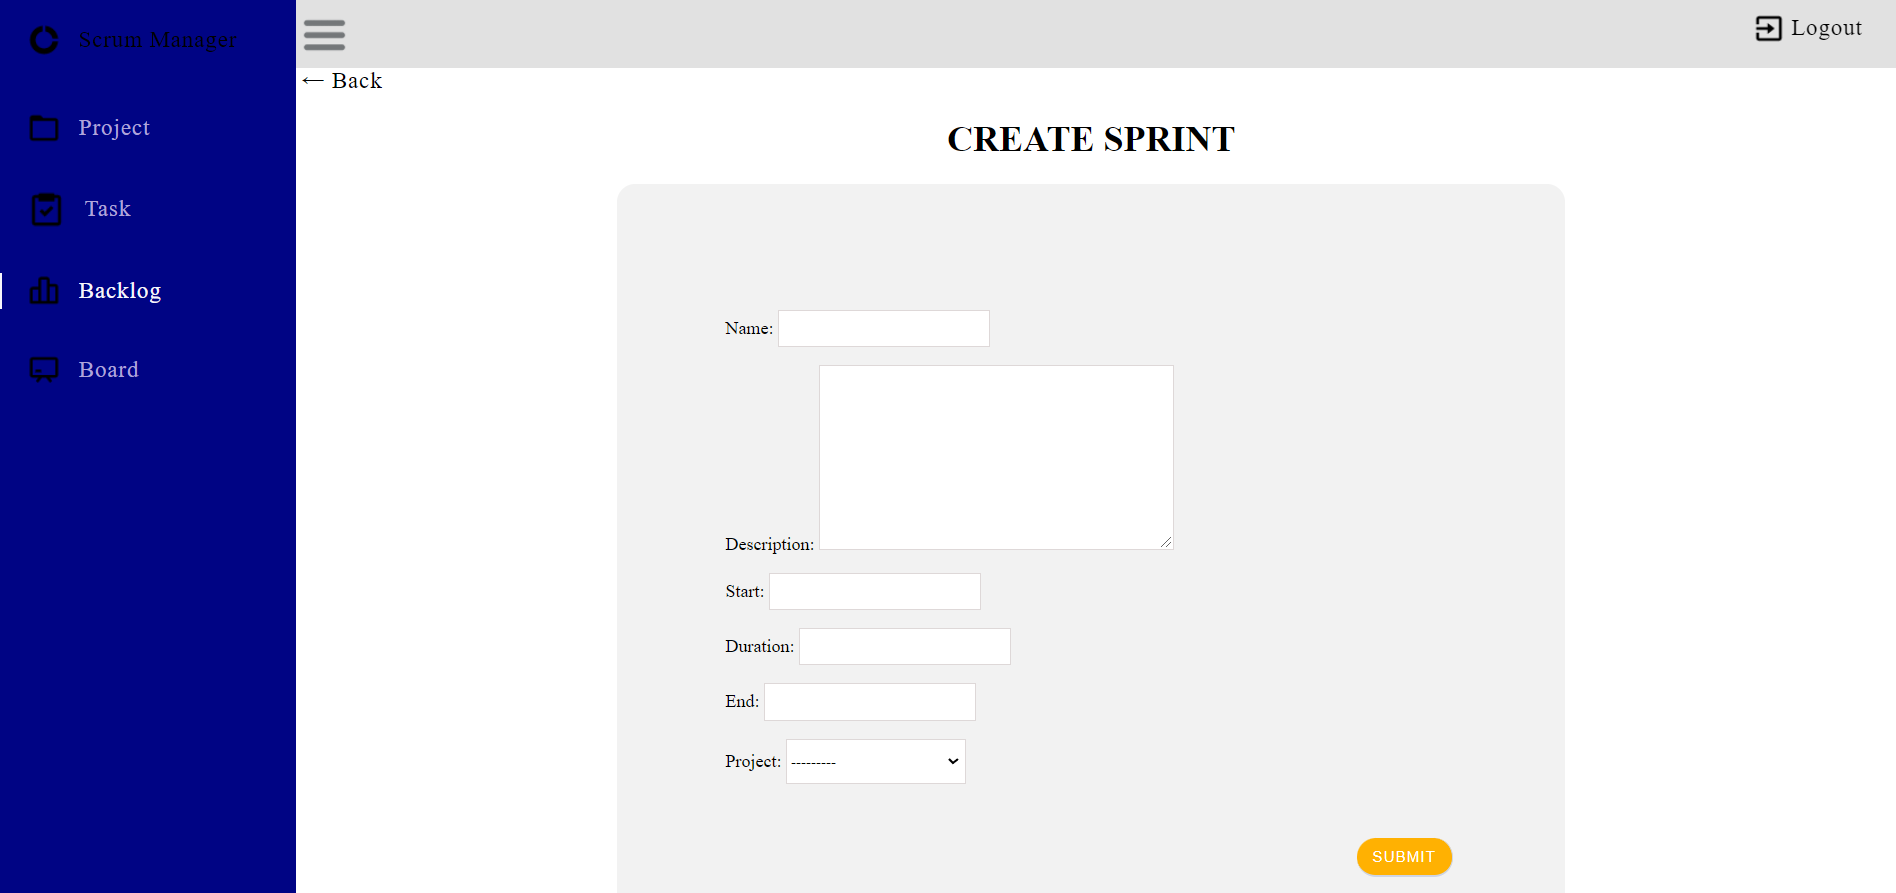 Scrum Manager
Project
Task
Backlog
Board
Logout
← Back
CREATE SPRINT
Name:
Description:
Start:
Duration:
End:
Project: ---------
SUBMIT